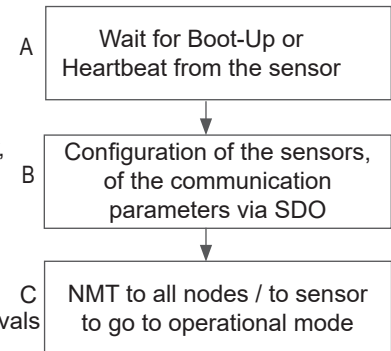 A
Wait for Boot-Up or
Heartbeat from the sensor
,
B
Configuration of the sensors,
of the communication
parameters via SDO
C
vals
NMT to all nodes / to sensor
to go to operational mode